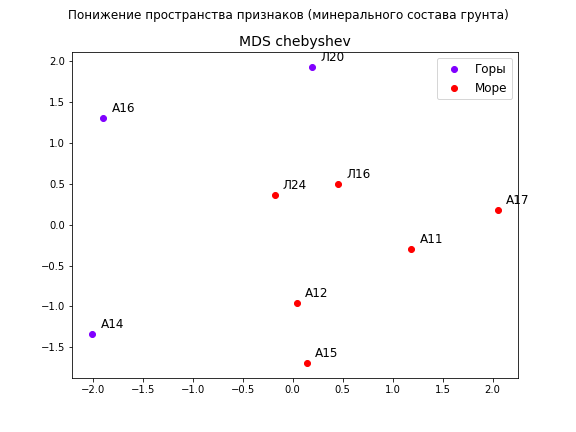 Понижение пространства признаков (минерального состава грунта)
MDS chebyshev
Горы
Море
Л20
А16
Л16
Л24
А17
А11
А12
А14
А15
2.0
1.5
1.0
0.5
0.0
−0.5
−1.0
−1.5
−2.0 −1.5 −1.0 −0.5 0.0 0.5 1.0 1.5 2.0